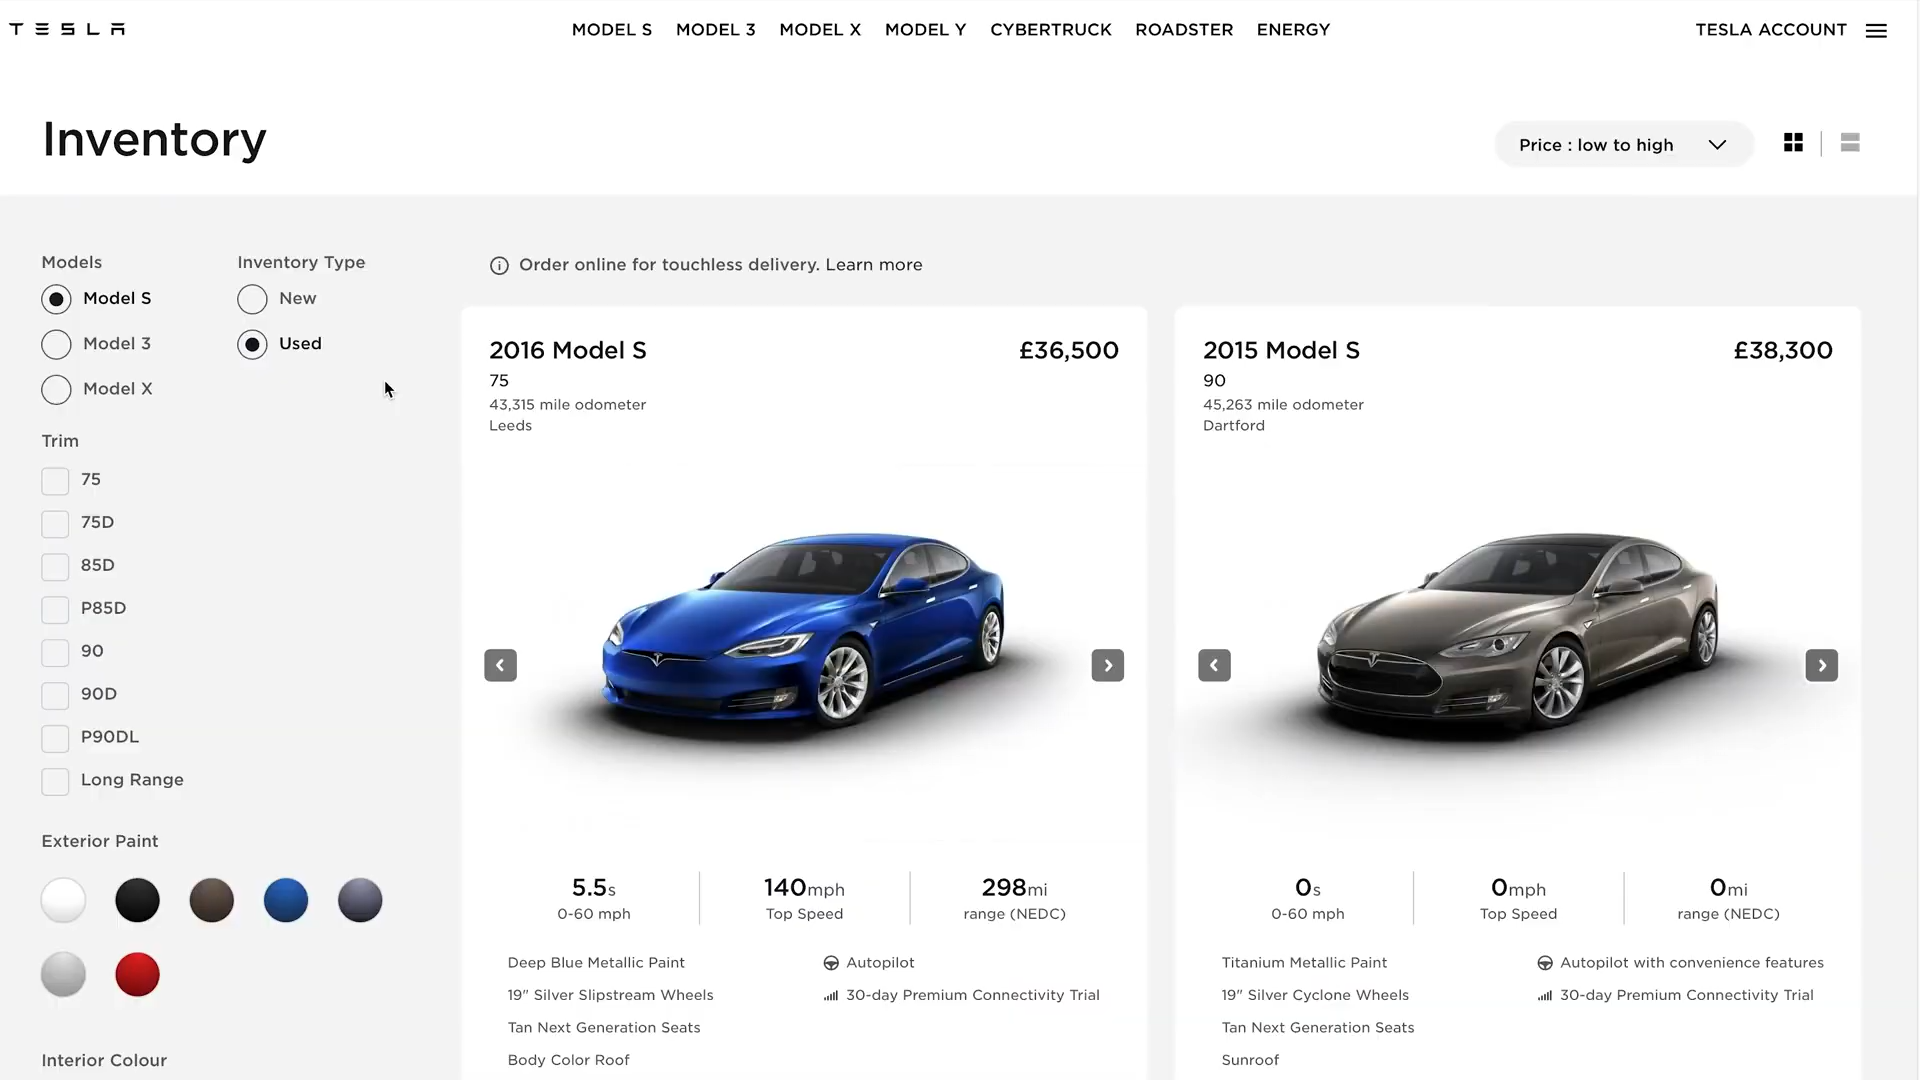 TESLA
MODEL S MODEL 3 MODEL X MODEL Y CYBERTRUCK ROADSTER ENERGY
TESLA ACCOUNT
Inventory
Price : low to high
Models
Model S
Model 3
Model X
Inventory Type
New
Used
Trim
75
75D
85D
P85D
90
90D
P90DL
Long Range
Exterior Paint
Interior Colour
Order online for touchless delivery. Learn more
2016 Model S £36,500
75
43,315 mile odometer
Leeds
5.5s 140mph 298mi
0-60 mph Top Speed range (NEDC)
Deep Blue Metallic Paint
19" Silver Slipstream Wheels
Tan Next Generation Seats
Body Color Roof
Autopilot
30-day Premium Connectivity Trial
2015 Model S £38,300
90
45,263 mile odometer
Dartford
0s 0mph 0mi
0-60 mph Top Speed range (NEDC)
Titanium Metallic Paint
19" Silver Cyclone Wheels
Tan Next Generation Seats
Sunroof
Autopilot with convenience features
30-day Premium Connectivity Trial